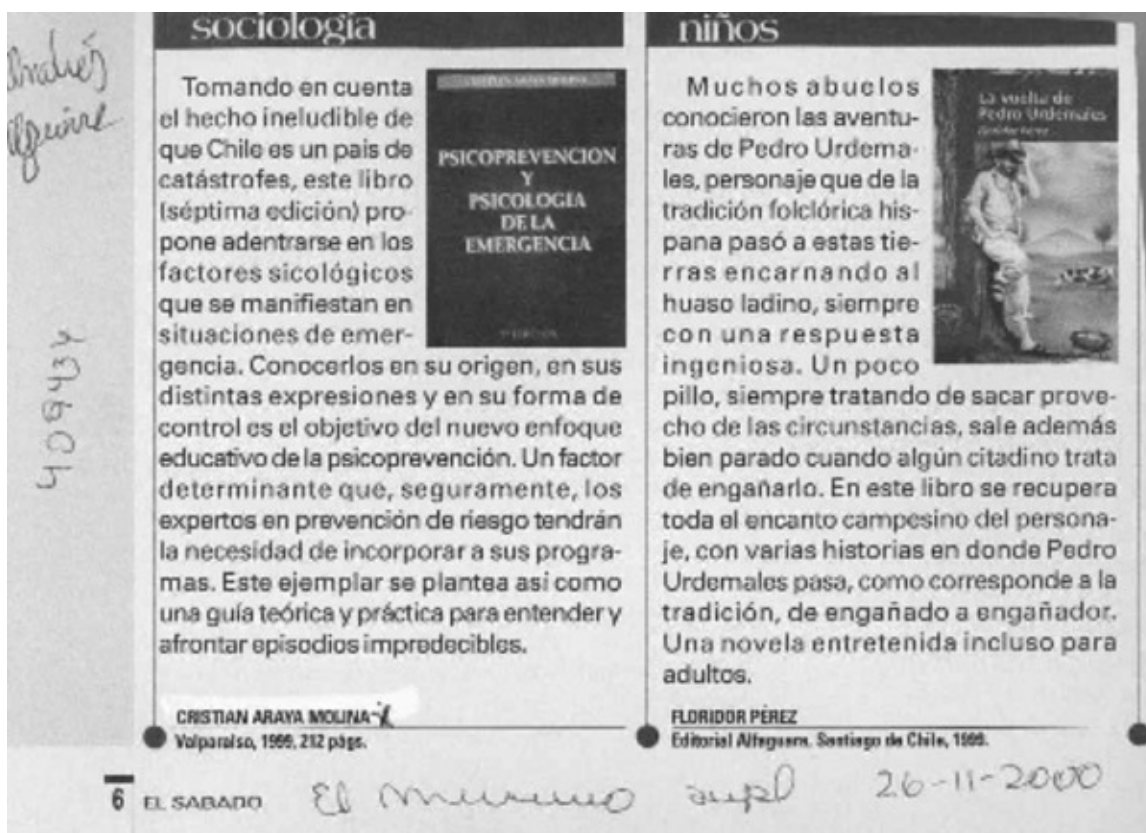 sociología
Tomando en cuenta
el hecho ineludible de
que Chile es un país de
catástrofes, este libro
(séptima edición) pro-
pone adentrarse en los
factores sicológicos
que se manifiestan en
situaciones de emer-
gencia. Conocerlos en su origen, en sus
distintas expresiones y en su forma de
control es el objetivo del nuevo enfoque
educativo de la psicoprevención. Un factor
determinante que, seguramente, los
expertos en prevención de riesgo tendrán
la necesidad de incorporar a sus progra-
mas. Este ejemplar se plantea así como
una guía teórica y práctica para entender y
afrontar episodios impredecibles.
PSICOPREVENCION
Y
PSICOLOGIA
DE LA
EMERGENCIA
CRISTIAN ARAYA MOLINA
Valparaíso, 1999, 212 págs.
niños
Muchos abuelos
conocieron las aventu-
ras de Pedro Urdema-
les, personaje que de la
tradición folclórica his-
pana pasó a estas tie-
rras encarnando al
huaso ladino, siempre
con una respuesta
ingeniosa. Un poco
pillo, siempre tratando de sacar prove-
cho de las circunstancias, sale además
bien parado cuando algún citadino trata
de engañarlo. En este libro se recupera
toda el encanto campesino del persona-
je, con varias historias en donde Pedro
Urdemales pasa, como corresponde a la
tradición, de engañado a engañador.
Una novela entretenida incluso para
adultos.
La vuelta de
Pedro Urdemales
FLORIDOR PÉREZ
Editorial Alfaguara, Santiago de Chile, 1999.
6 EL SABADO
El supl 26-11-2000